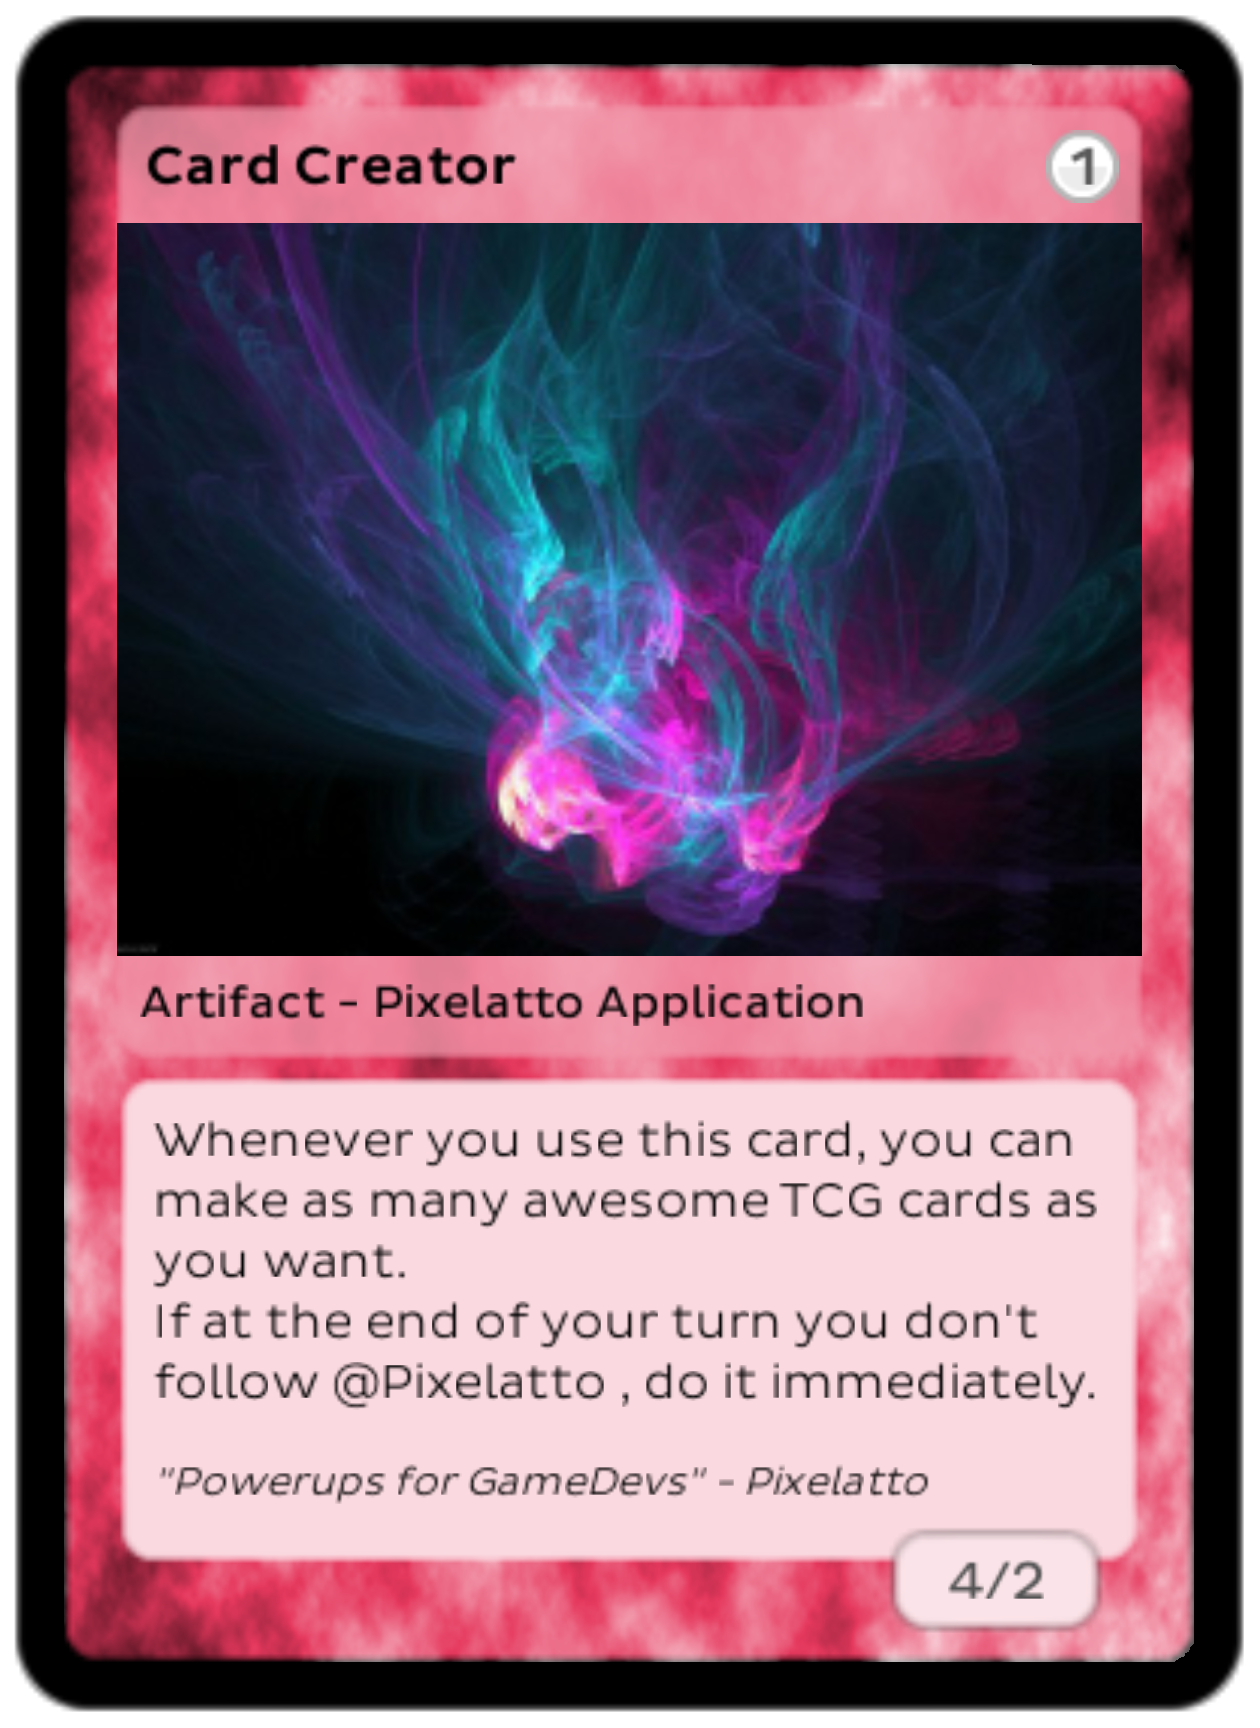 Card Creator 1
Artifact - Pixelatto Application
Whenever you use this card, you can
make as many awesome TCG cards as
you want.
If at the end of your turn you don't
follow @Pixelatto , do it immediately.
"Powerups for GameDevs" - Pixelatto
4/2